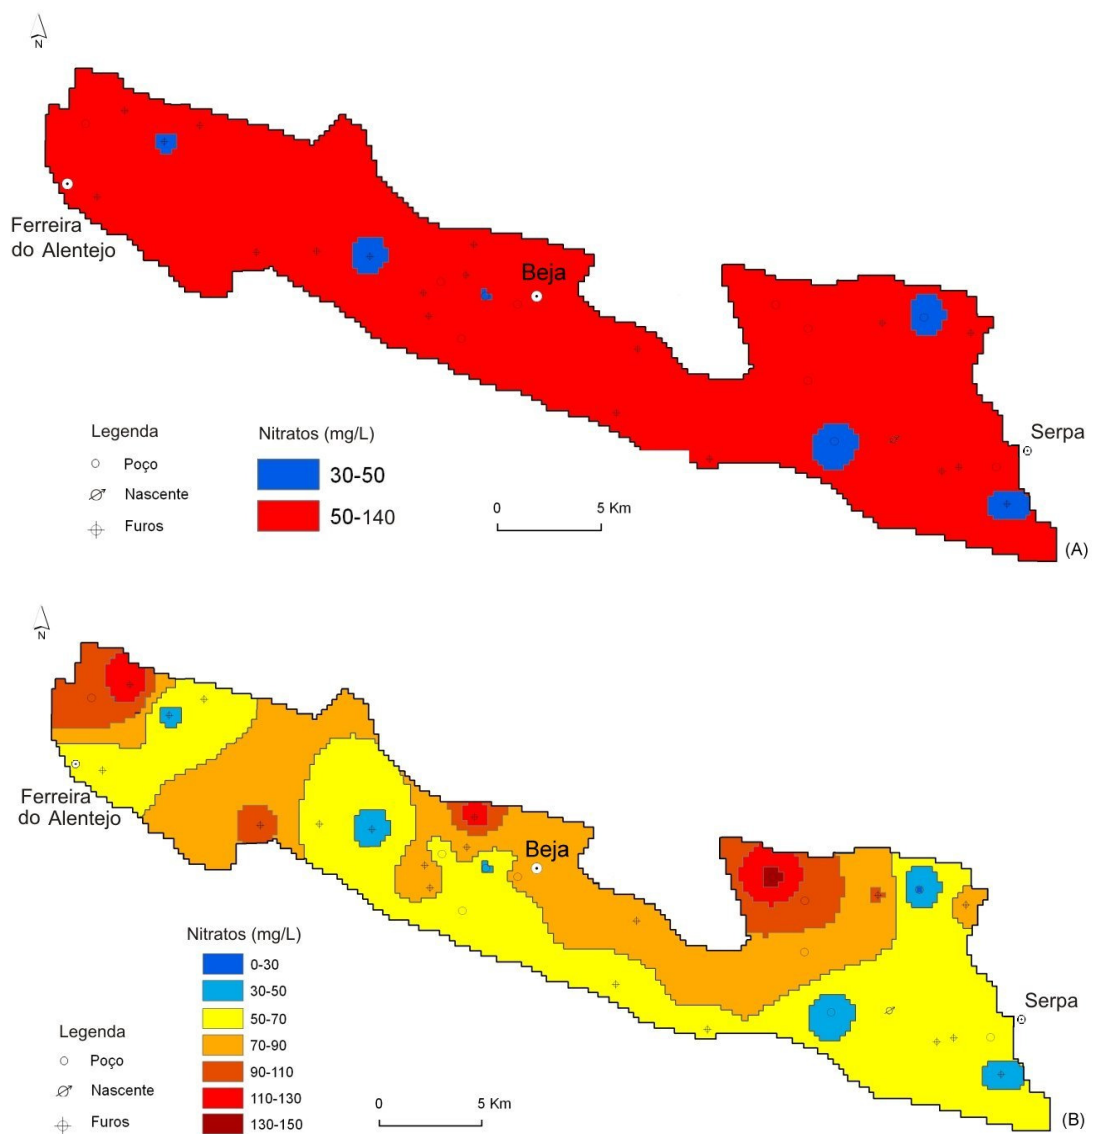 N
Ferreira
do Alentejo
Beja
Serpa
Legenda
Poço
Nascente
Furos
Nitratos (mg/L)
30-50
50-140
0 5 Km
(A)
N
Ferreira
do Alentejo
Beja
Serpa
Nitratos (mg/L)
0-30
30-50
50-70
70-90
90-110
110-130
130-150
Legenda
Poço
Nascente
Furos
0 5 Km
(B)